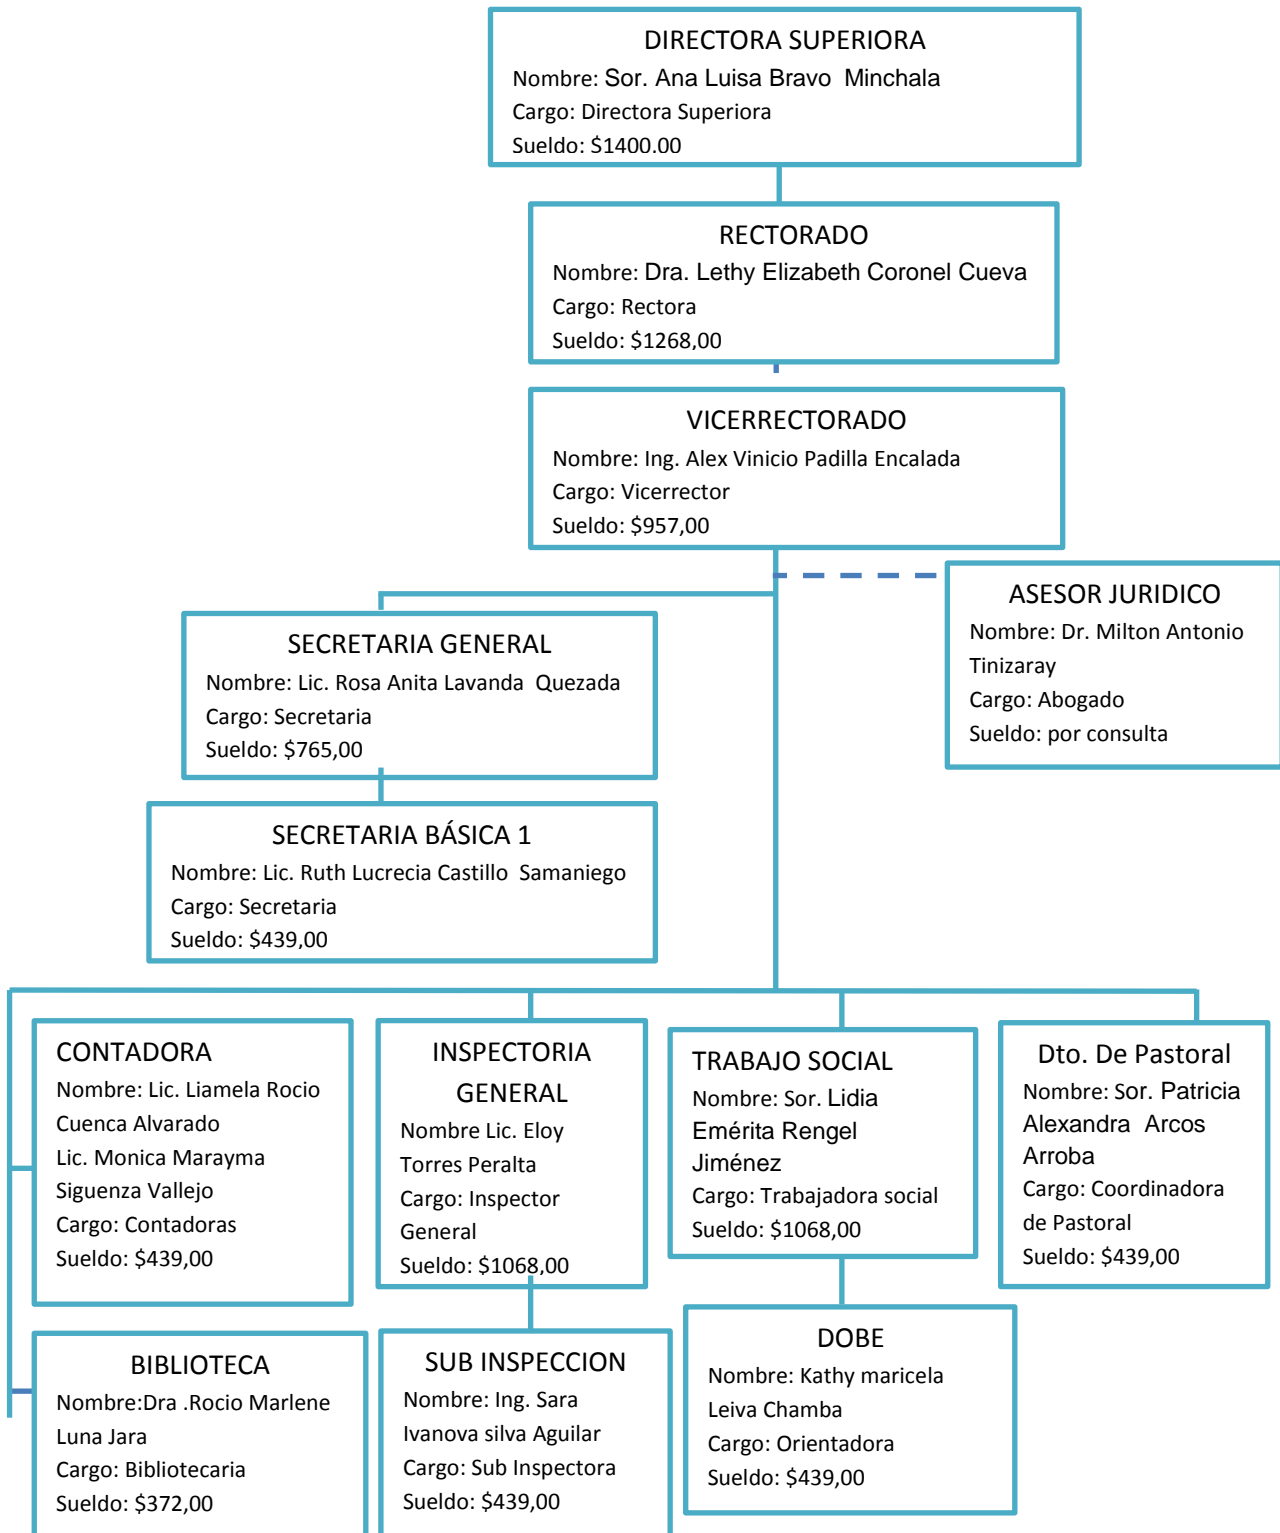 DIRECTORA SUPERIORA
Nombre: Sor. Ana Luisa Bravo  Minchala
Cargo: Directora Superiora
Sueldo: $1400.00
RECTORADO
Nombre: Dra. Lethy Elizabeth Coronel Cueva
Cargo: Rectora
Sueldo: $1268,00
VICERRECTORADO
Nombre: Ing. Alex Vinicio Padilla Encalada
Cargo: Vicerrector
Sueldo: $957,00
ASESOR JURIDICO
Nombre: Dr. Milton Antonio
Tinizaray
Cargo: Abogado
Sueldo: por consulta
SECRETARIA GENERAL
Nombre: Lic. Rosa Anita Lavanda  Quezada
Cargo: Secretaria
Sueldo: $765,00
SECRETARIA BÁSICA 1
Nombre: Lic. Ruth Lucrecia Castillo  Samaniego
Cargo: Secretaria
Sueldo: $439,00
CONTADORA
Nombre: Lic. Liamela Rocio
Cuenca Alvarado
Lic. Monica Marayma
Siguenza Vallejo
Cargo: Contadoras
Sueldo: $439,00
INSPECTORIA
GENERAL
Nombre Lic. Eloy
Torres Peralta
Cargo: Inspector
General
Sueldo: $1068,00
TRABAJO SOCIAL
Nombre: Sor. Lidia
Emérita Rengel
Jiménez
Cargo: Trabajadora social
Sueldo: $1068,00
Dto. De Pastoral
Nombre: Sor. Patricia
Alexandra  Arcos
Arroba
Cargo: Coordinadora
de Pastoral
Sueldo: $439,00
BIBLIOTECA
Nombre:Dra .Rocio Marlene
Luna Jara
Cargo: Bibliotecaria
Sueldo: $372,00
SUB INSPECCION
Nombre: Ing. Sara
Ivanova silva Aguilar
Cargo: Sub Inspectora
Sueldo: $439,00
DOBE
Nombre: Kathy maricela
Leiva Chamba
Cargo: Orientadora
Sueldo: $439,00